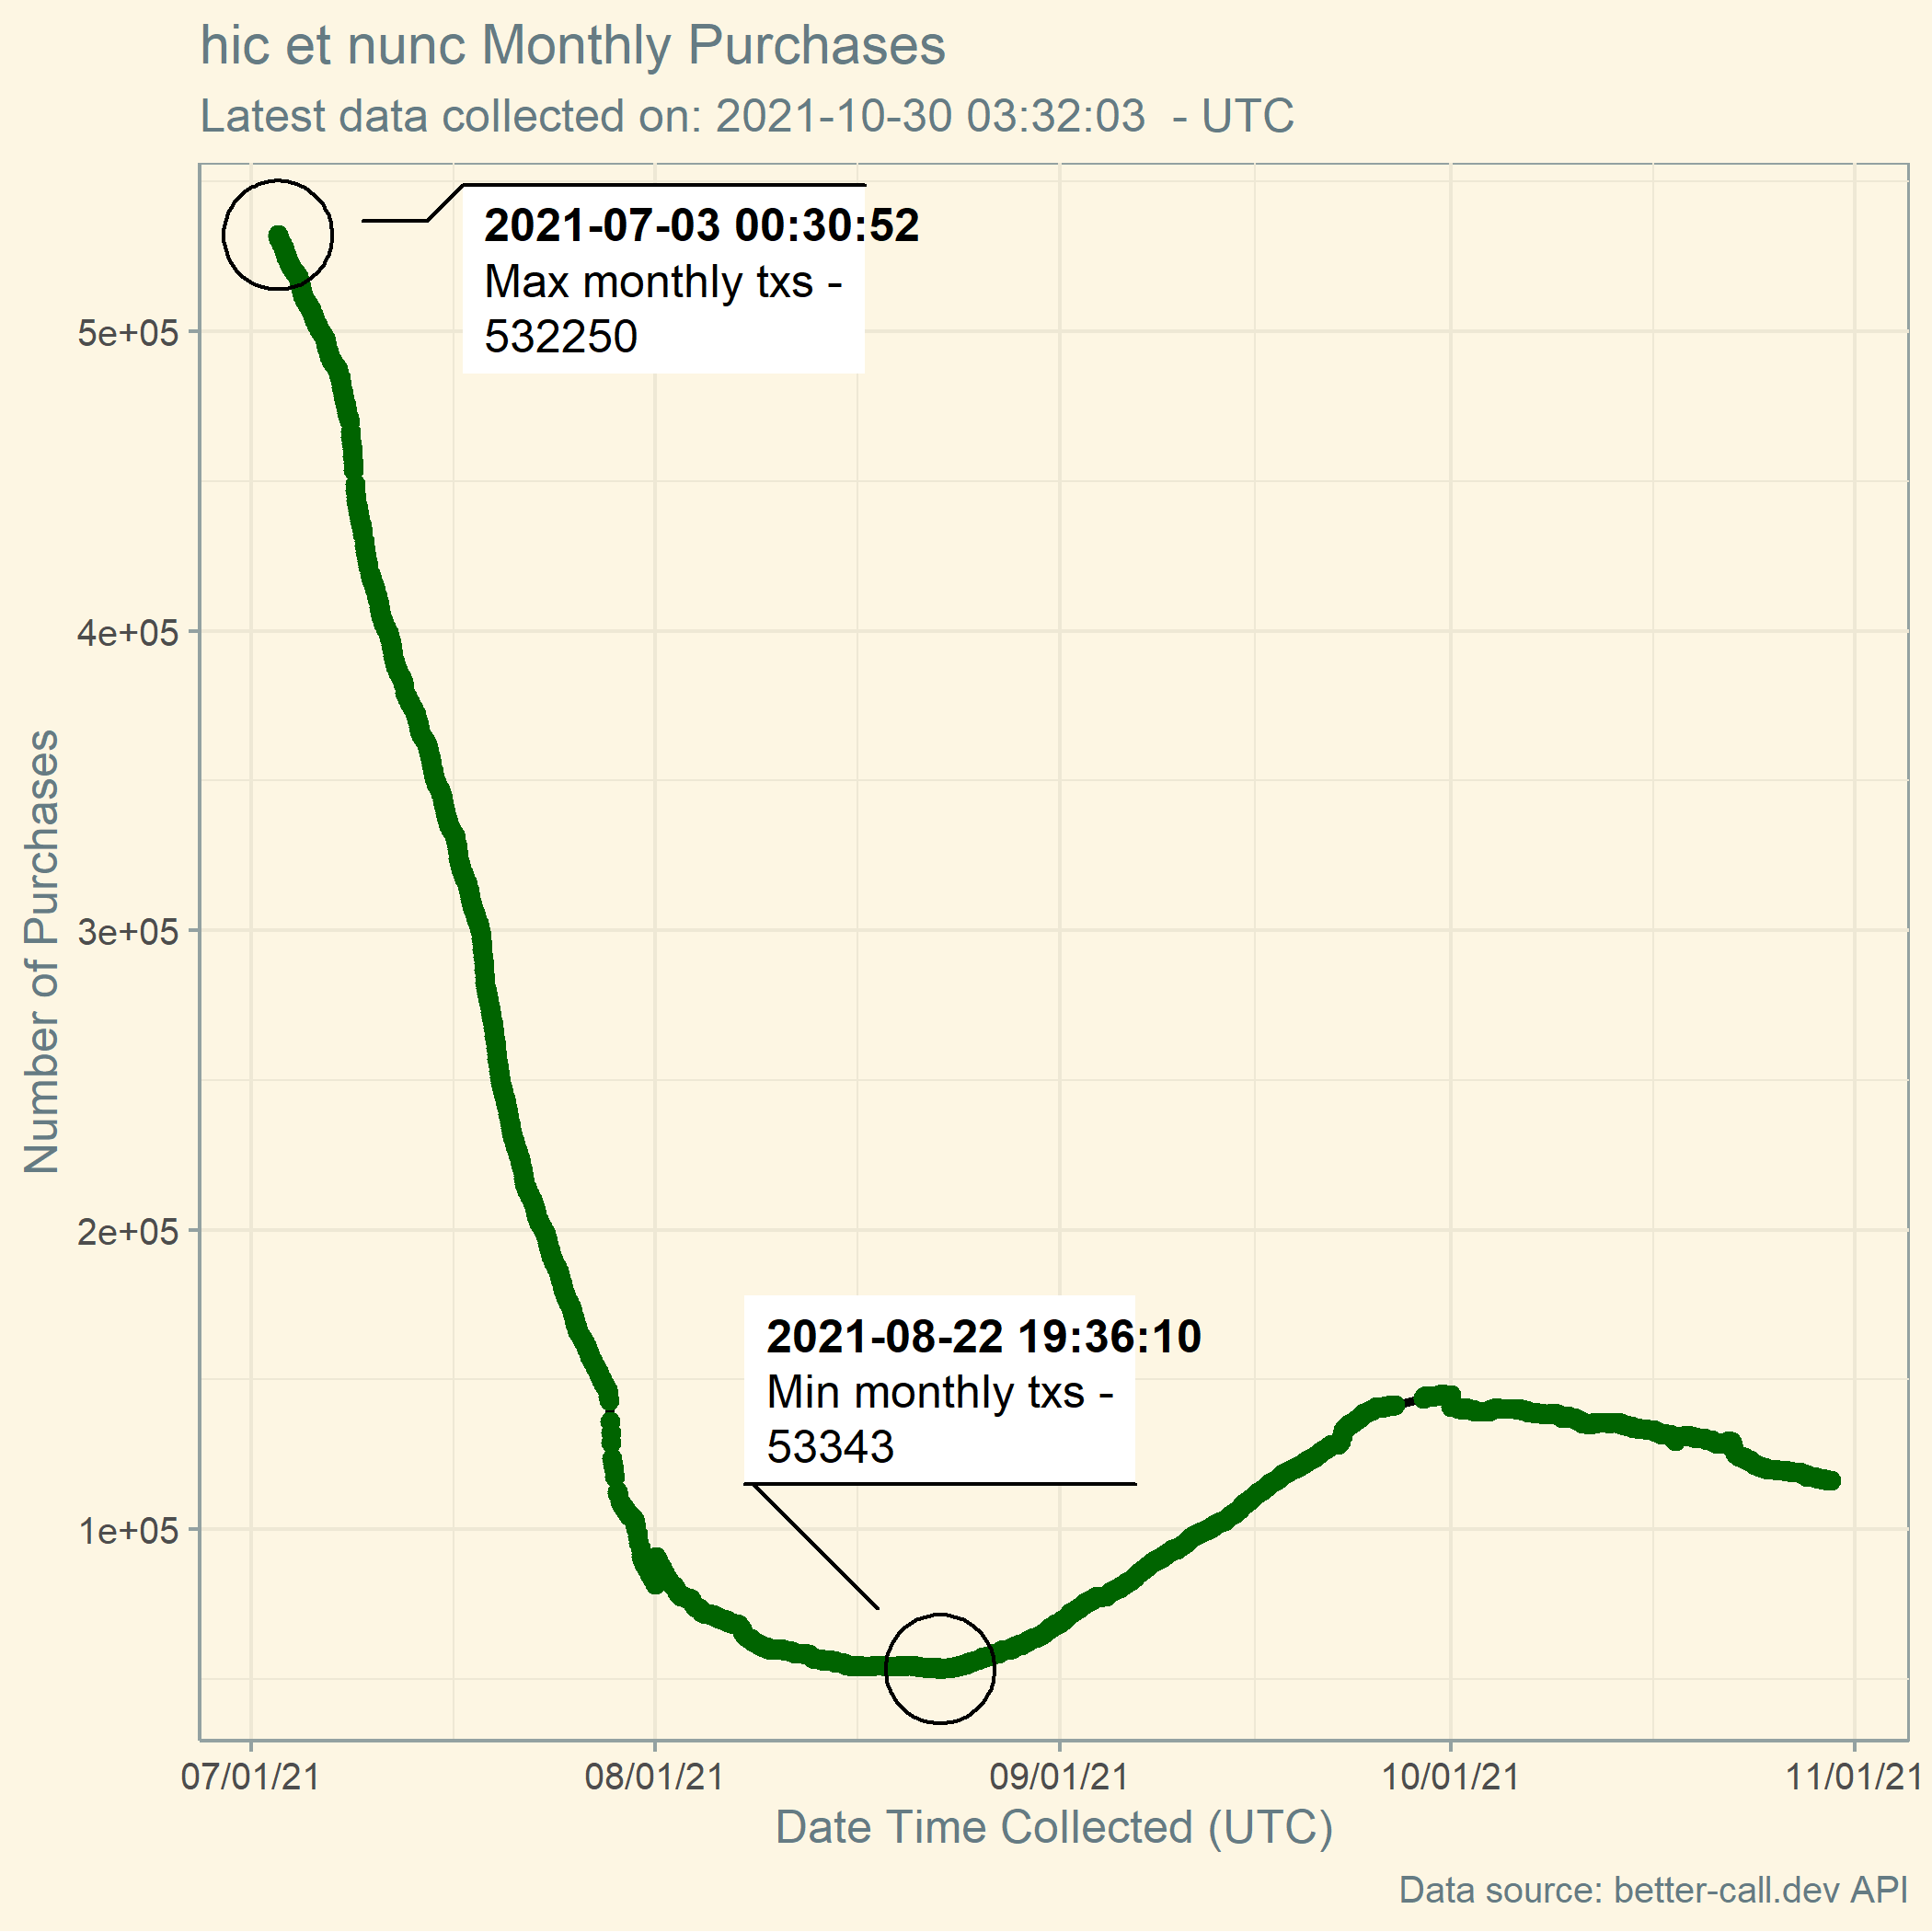 hic et nunc Monthly Purchases
Latest data collected on: 2021-10-30 03:32:03  - UTC
2021-07-03 00:30:52
Max monthly txs -
532250
5e+05
4e+05
3e+05
2e+05
1e+05
Number of Purchases
2021-08-22 19:36:10
Min monthly txs -
53343
07/01/21
08/01/21
09/01/21
10/01/21
11/01/21
Date Time Collected (UTC)
Data source: better-call.dev API